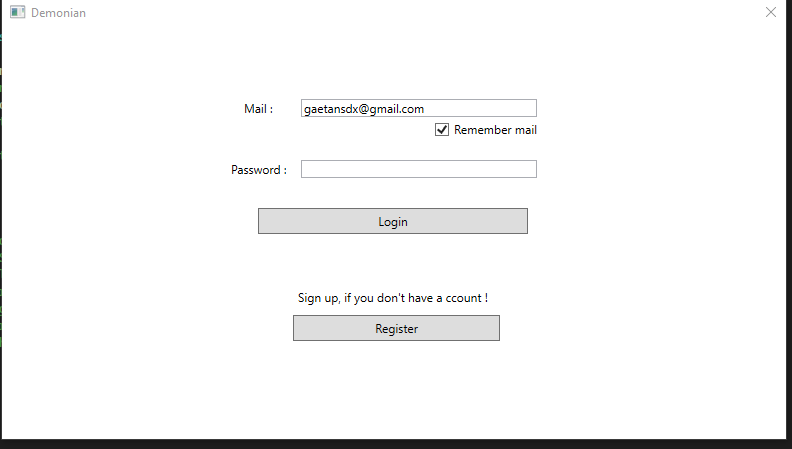 Demonian
Mail :
gaetansdx@gmail.com
Remember mail
Password :
Login
Sign up, if you don't have a ccount !
Register